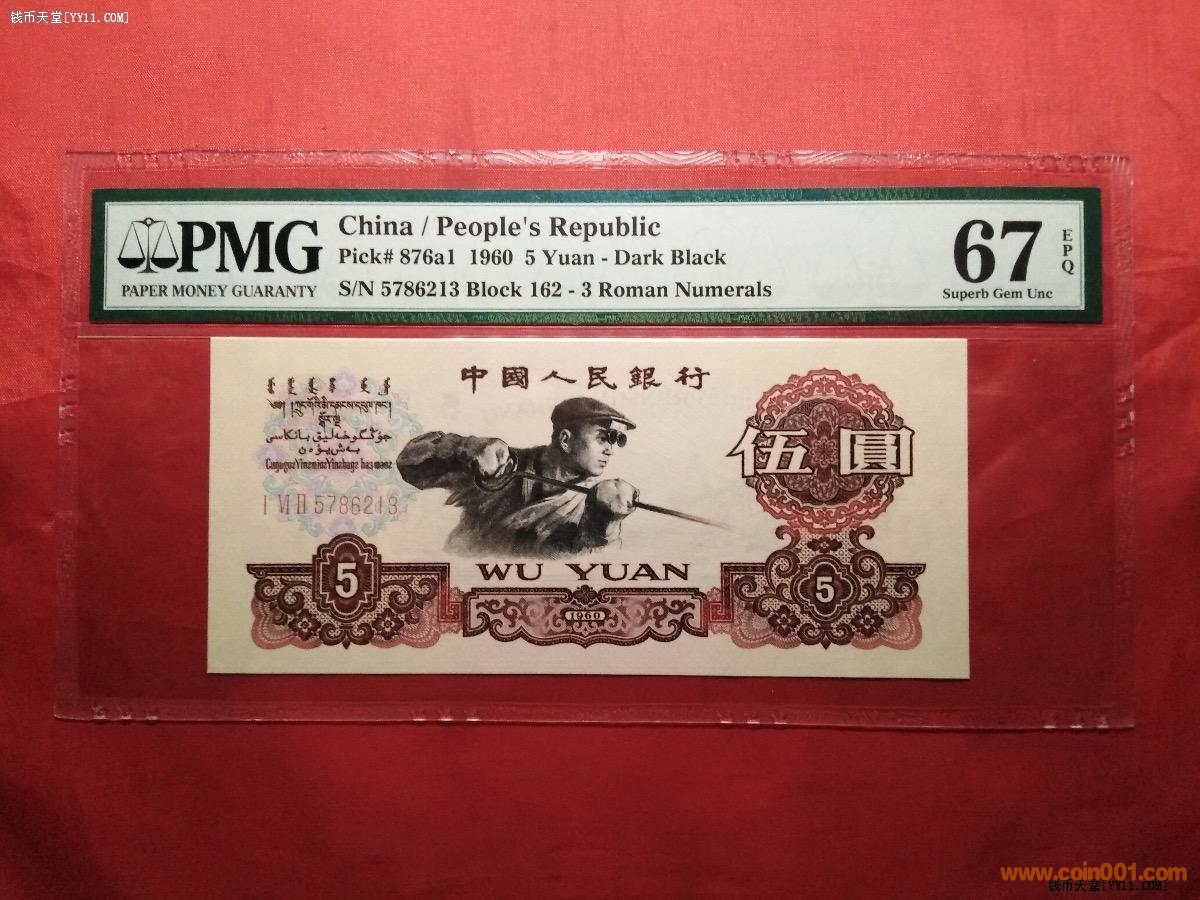 钱币天堂[YY11.COM]
PMG
PAPER MONEY GUARANTY
China / People's Republic
Pick# 876a1 1960 5 Yuan - Dark Black
S/N 5786213 Block 162 - 3 Roman Numerals
67
EPQ
Superb Gem Unc
中國人民銀行
伍圓
I VI II 5786213
WU YUAN
5
1960
5
www.coin001.com
钱币天堂[YY11.COM]